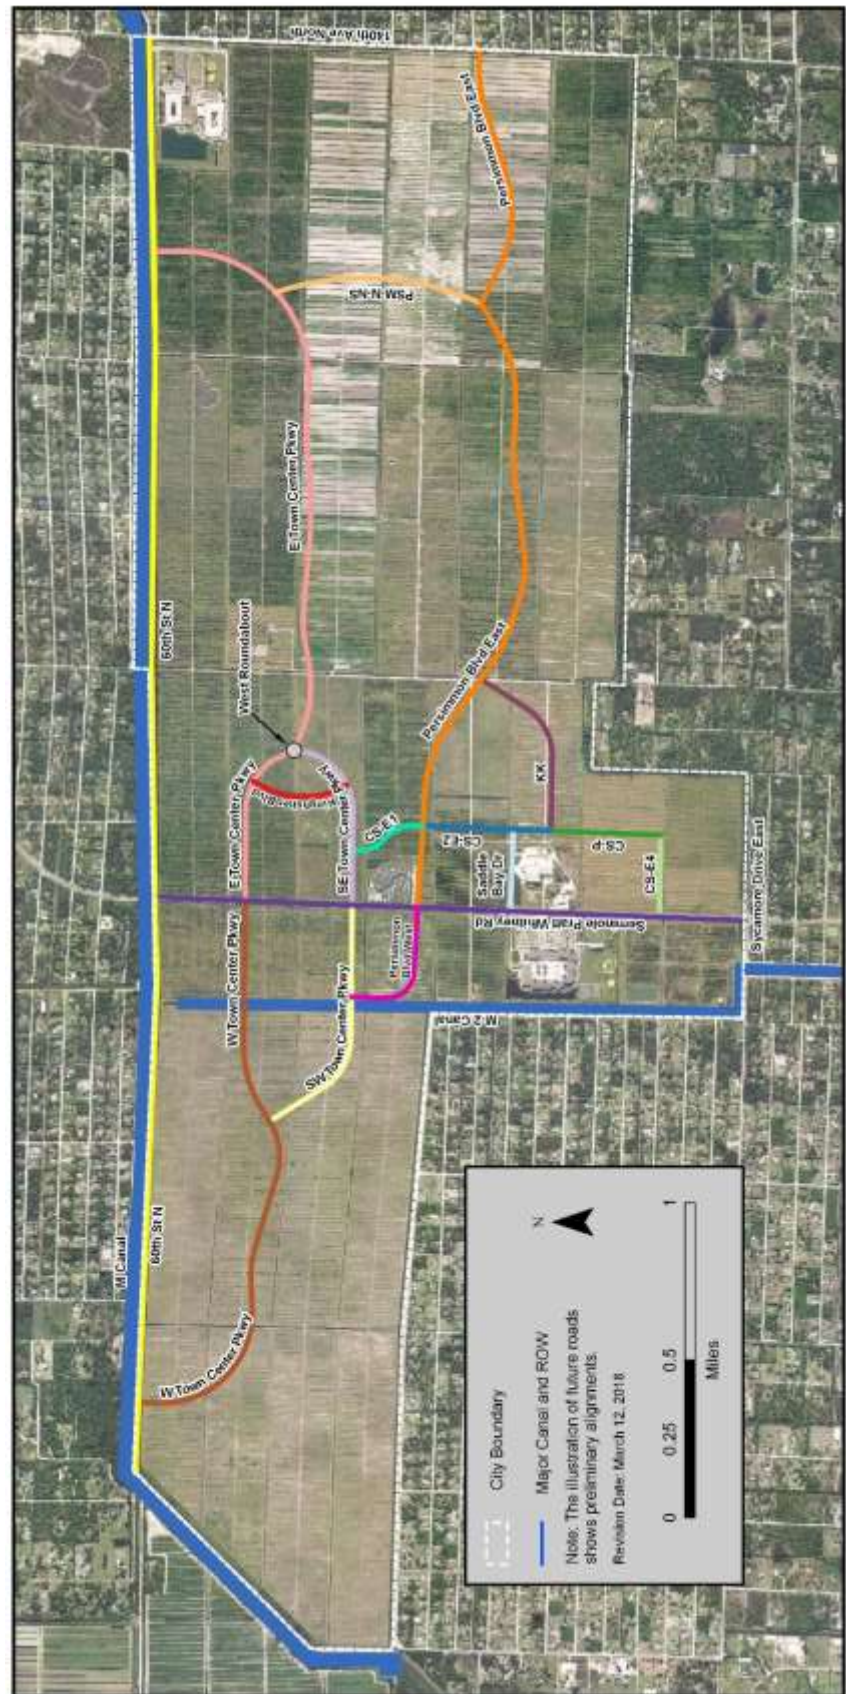 140th Ave North
Persimmon Blvd East
PSM N-NS
E Town Center Pkwy
60th St N
West Roundabout
Persimmon Blvd East
E Town Center Pkwy
Kingfisher Blvd
SE Town Center Pkwy
CS-E1
KK
CS-E2
CS-P
Saddle
Bay Dr
CS-E4
Seminole Pratt Whitney Rd
Sycamore Drive East
Persimmon
Blvd West
W Town Center Pkwy
SW Town Center Pkwy
M-2 Canal
M Canal
60th St N
W Town Center Pkwy
City Boundary
Major Canal and ROW
Note: The illustration of future roads
shows preliminary alignments.
Revision Date: March 12, 2018
N
0 0.25 0.5 1
Miles